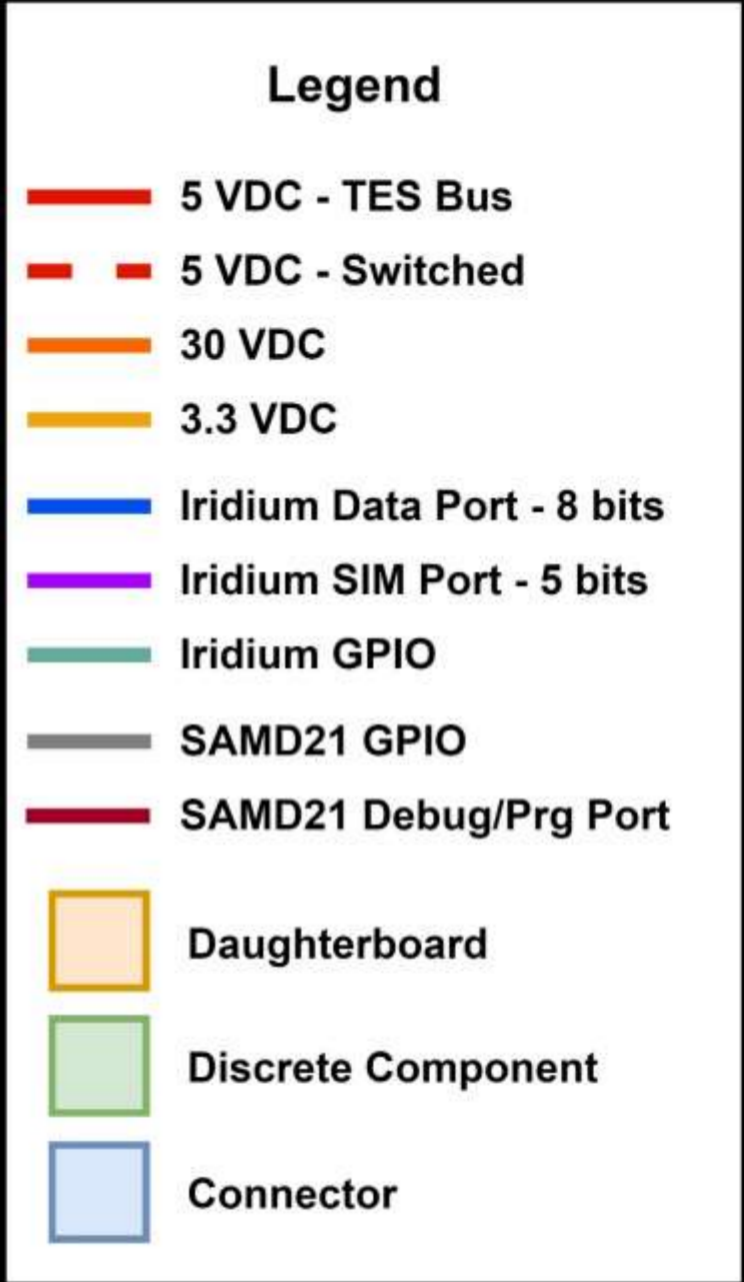 Legend
5 VDC - TES Bus
5 VDC - Switched
30 VDC
3.3 VDC
Iridium Data Port - 8 bits
Iridium SIM Port - 5 bits
Iridium GPIO
SAMD21 GPIO
SAMD21 Debug/Prg Port
Daughterboard
Discrete Component
Connector